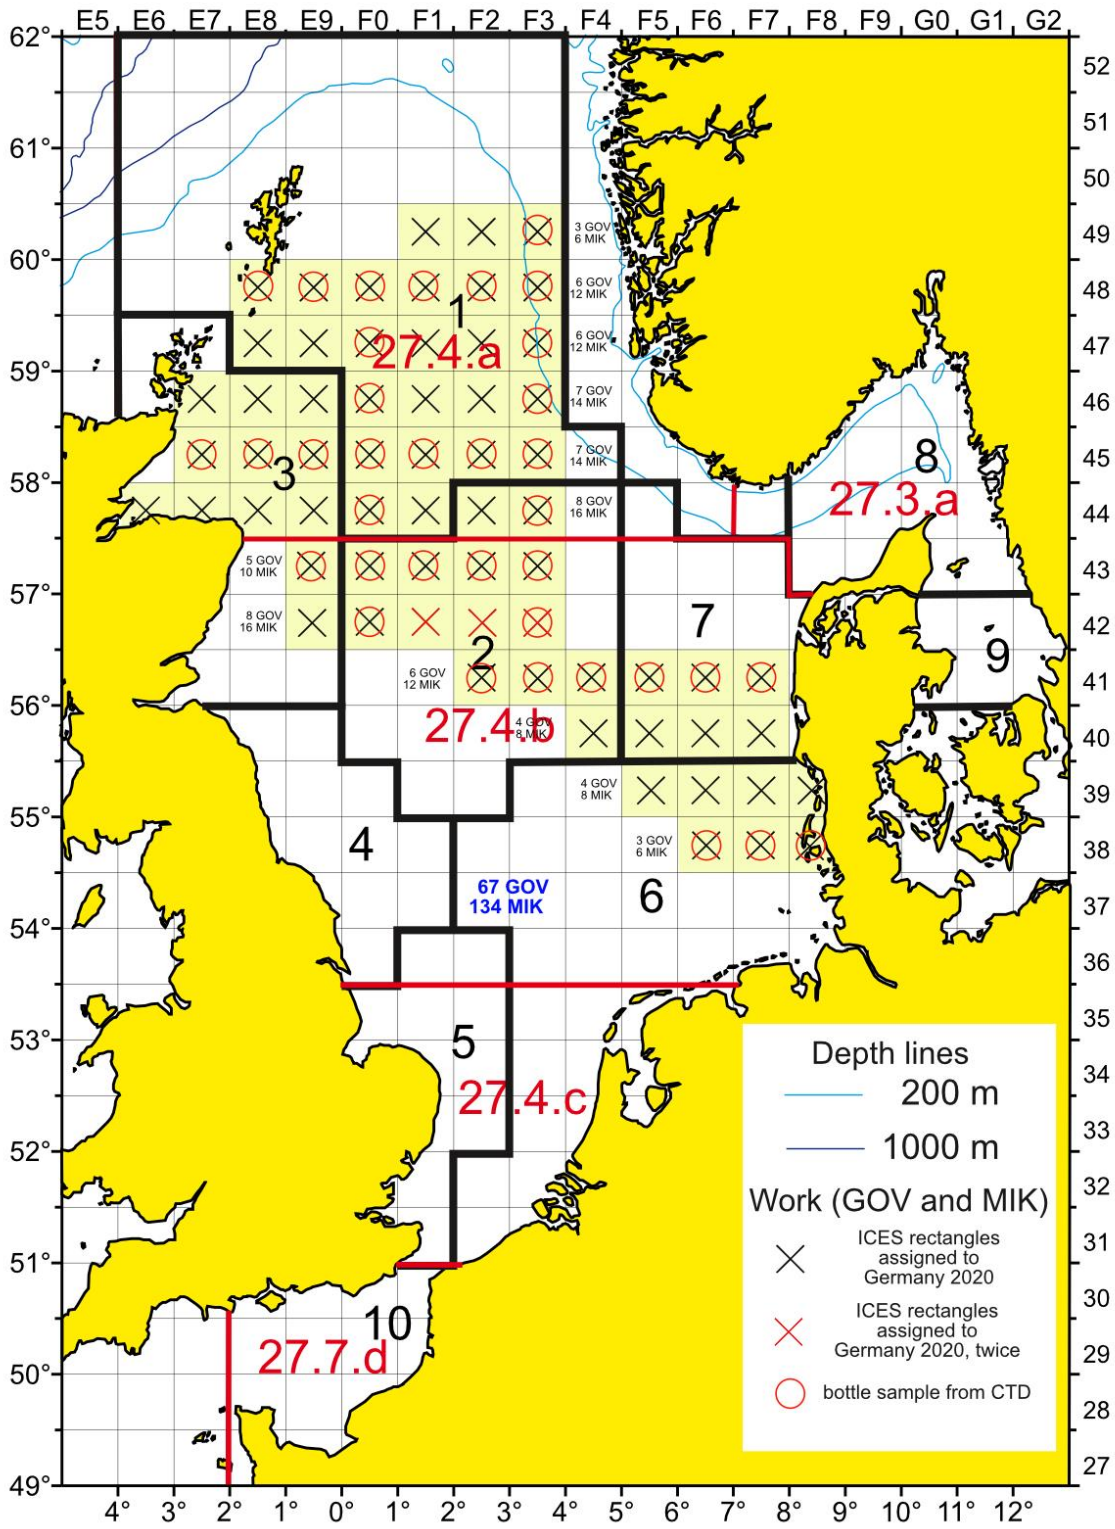 E5 E6 E7 E8 E9 F0 F1 F2 F3 F4 F5 F6 F7 F8 F9 G0 G1 G2
62°
52
51
61°
50
3 GOV
6 MIK
49
60°
6 GOV
12 MIK
48
1
6 GOV
12 MIK
47
27.4.a
59°
7 GOV
14 MIK
46
7 GOV
14 MIK
8
45
3
58°
27.3.a
8 GOV
16 MIK
44
5 GOV
10 MIK
43
57°
8 GOV
16 MIK
7
42
2
9
6 GOV
12 MIK
41
56°
27.4.b
4 GOV
8 MIK
40
4 GOV
8 MIK
39
55°
4
3 GOV
6 MIK
38
67 GOV
134 MIK
6
37
54°
36
5
35
53°
27.4.c
34
33
52°
32
31
51°
30
10
27.7.d
29
50°
28
27
49°
Depth lines
200 m
1000 m
Work (GOV and MIK)
ICES rectangles
assigned to
Germany 2020
ICES rectangles
assigned to
Germany 2020, twice
bottle sample from CTD
4° 3° 2° 1° 0° 1° 2° 3° 4° 5° 6° 7° 8° 9° 10° 11° 12°